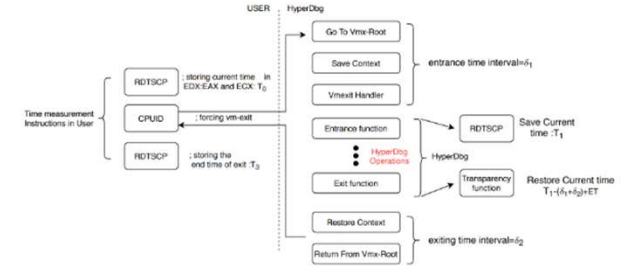 USER
HyperDbg
Go To Vmx-Root
Save Context
Vmexit Handler
entrance time interval=δ1
RDTSCP
; storing current time in
EDX:EAX and ECX: T0
Time measurement
Instructions in User
CPUID
; forcing vm-exit
RDTSCP
; storing the
end time of exit :T3
Entrance function
HyperDbg
Operations
Exit function
HyperDbg
RDTSCP
Save Current
time :T1
Transparency
function
Restore Current time
T1-(δ1+δ2)+ET
Restore Context
Return From Vmx-Root
exiting time interval=δ2